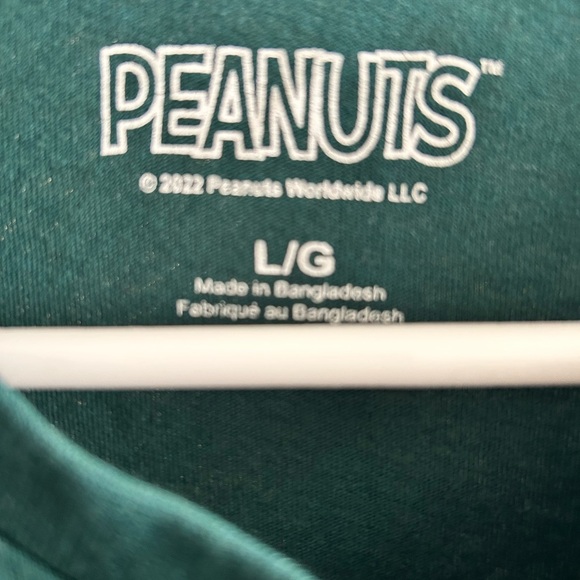 PEANUTS™
© 2022 Peanuts Worldwide LLC
L/G
Made in Bangladesh
Fabriqué au Bangladesh